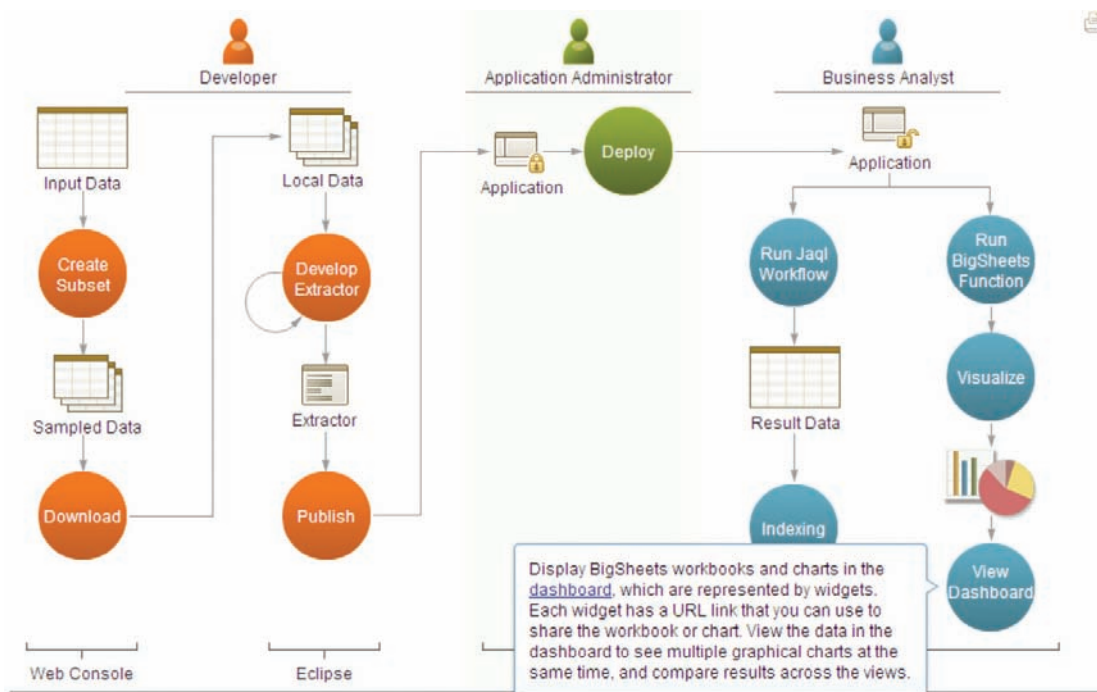 Developer
Application Administrator
Business Analyst
Input Data
Create
Subset
Sampled Data
Download
Local Data
Develop
Extractor
Extractor
Publish
Application
Deploy
Application
Run Jaql
Workflow
Result Data
Indexing
Run
BigSheets
Function
Visualize
View
Dashboard
Display BigSheets workbooks and charts in the
dashboard, which are represented by widgets.
Each widget has a URL link that you can use to
share the workbook or chart. View the data in the
dashboard to see multiple graphical charts at the
same time, and compare results across the views.
Web Console
Eclipse